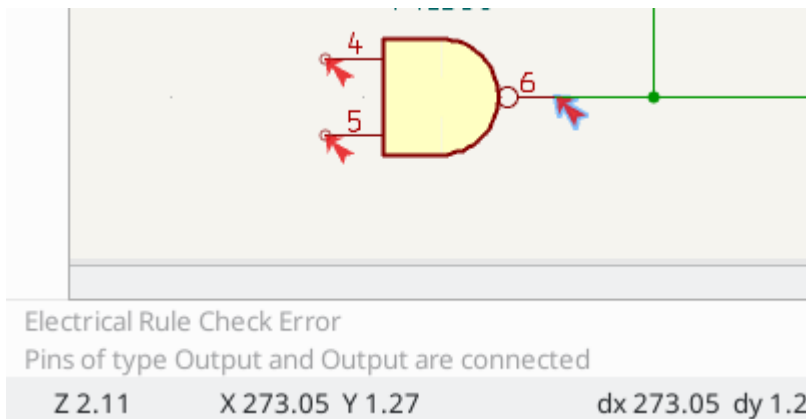 4
6
5
Electrical Rule Check Error
Pins of type Output and Output are connected
Z 2.11 X 273.05 Y 1.27 dx 273.05 dy 1.2